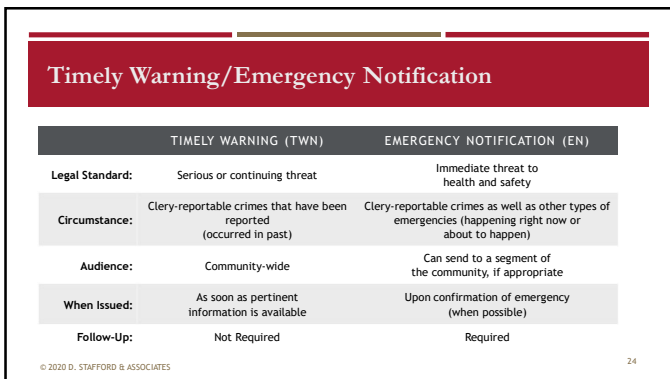 Timely Warning/Emergency Notification
TIMELY WARNING (TWN) EMERGENCY NOTIFICATION (EN)
Legal Standard: Serious or continuing threat Immediate threat to
health and safety
Circumstance: Clery-reportable crimes that have been
reported
(occurred in past)
Clery-reportable crimes as well as other types of
emergencies (happening right now or
about to happen)
Audience: Community-wide Can send to a segment of
the community, if appropriate
When Issued: As soon as pertinent
information is available
Upon confirmation of emergency
(when possible)
Follow-Up: Not Required Required
© 2020 D. STAFFORD & ASSOCIATES 24